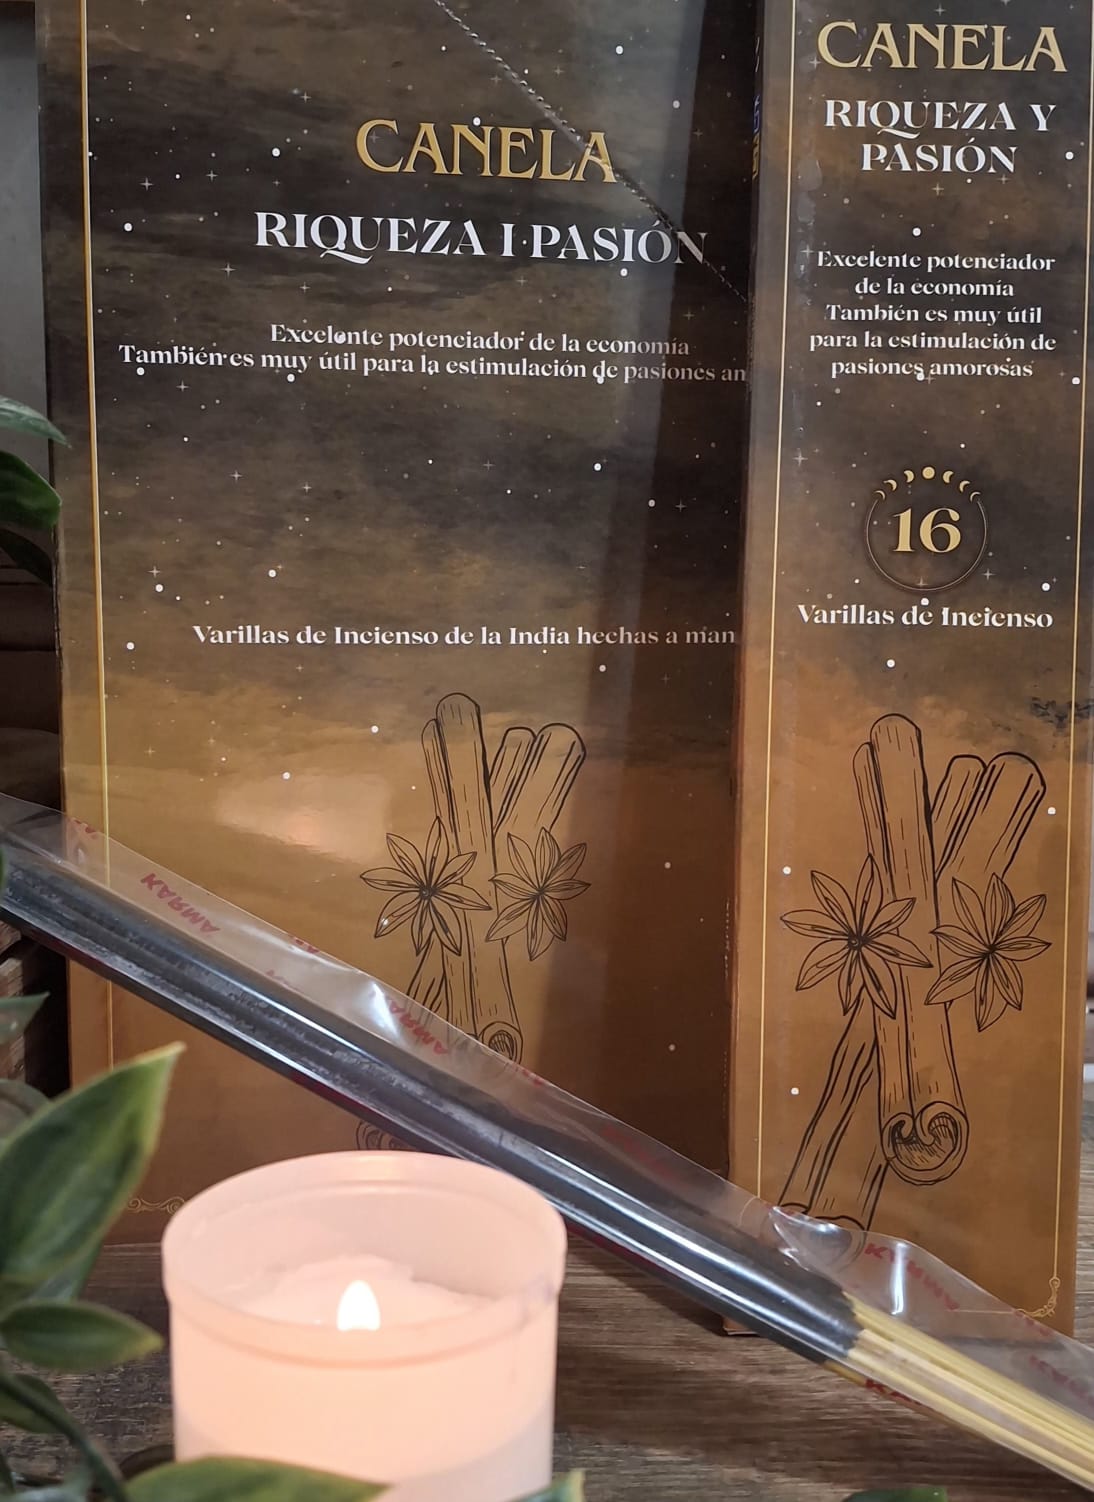 CANELA
RIQUEZA I PASIÓN
Excelente potenciador de la economía
También es muy útil para la estimulación de pasiones am
Varillas de Incienso de la India hechas a man
CANELA
RIQUEZA Y
PASIÓN
Excelente potenciador
de la economía
También es muy útil
para la estimulación de
pasiones amorosas
16
Varillas de Incienso